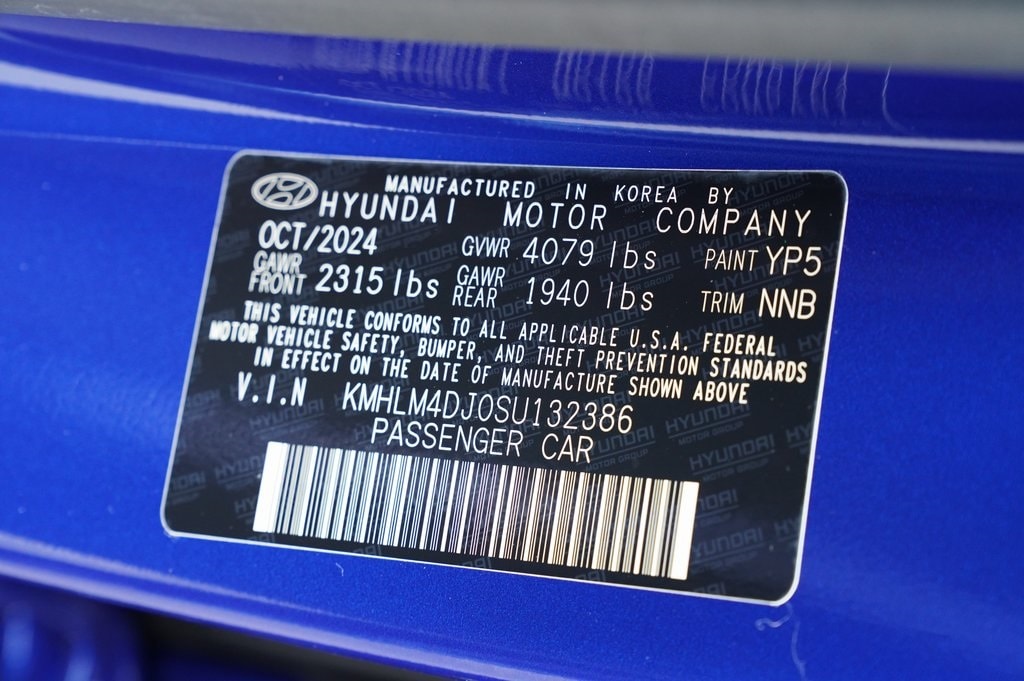 MANUFACTURED IN KOREA BY
HYUNDAI MOTOR COMPANY
OCT/2024 GVWR 4079 lbs PAINT YP5
GAWR FRONT 2315 lbs GAWR REAR 1940 lbs TRIM NNB
THIS VEHICLE CONFORMS TO ALL APPLICABLE U.S.A. FEDERAL
MOTOR VEHICLE SAFETY, BUMPER, AND THEFT PREVENTION STANDARDS
IN EFFECT ON THE DATE OF MANUFACTURE SHOWN ABOVE
V.I.N KMHLM4DJ0SU132386
PASSENGER CAR